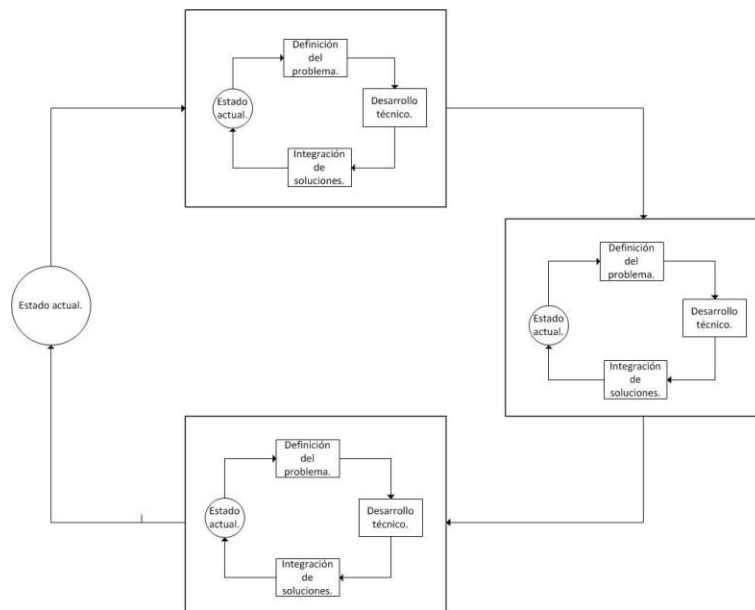 Definición
del
problema.
Estado
actual.
Desarrollo
técnico.
Integración
de
soluciones.
Definición
del
problema.
Estado
actual.
Desarrollo
técnico.
Integración
de
soluciones.
Estado actual.
Definición
del
problema.
Estado
actual.
Desarrollo
técnico.
Integración
de
soluciones.